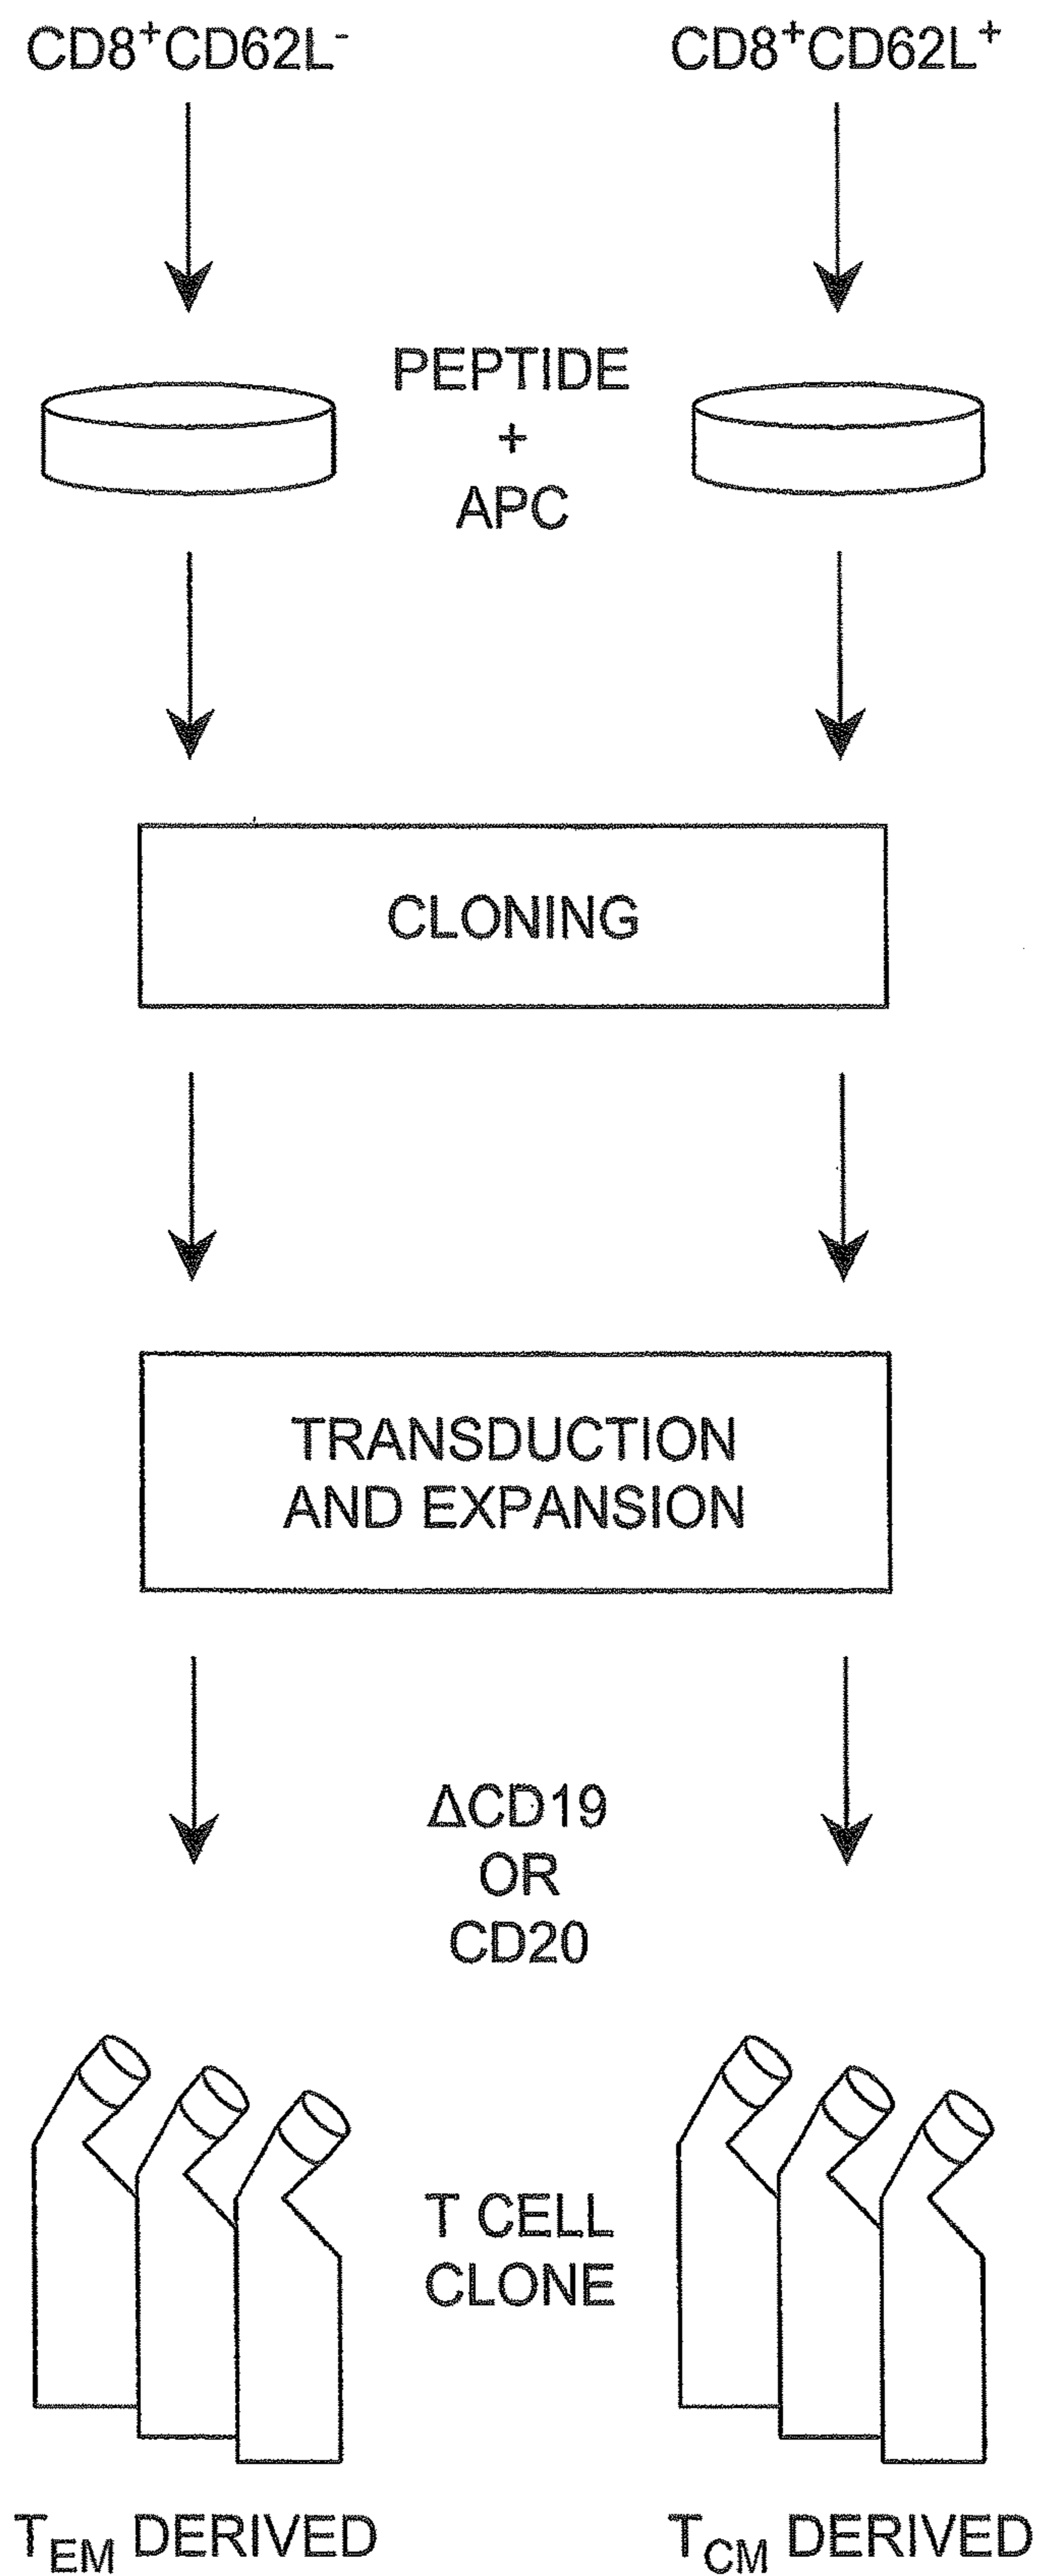 CD8⁺CD62L⁻ CD8⁺CD62L⁺
PEPTIDE
+
APC
CLONING
TRANSDUCTION
AND EXPANSION
ΔCD19
OR
CD20
T CELL
CLONE
T_EM DERIVED T_CM DERIVED